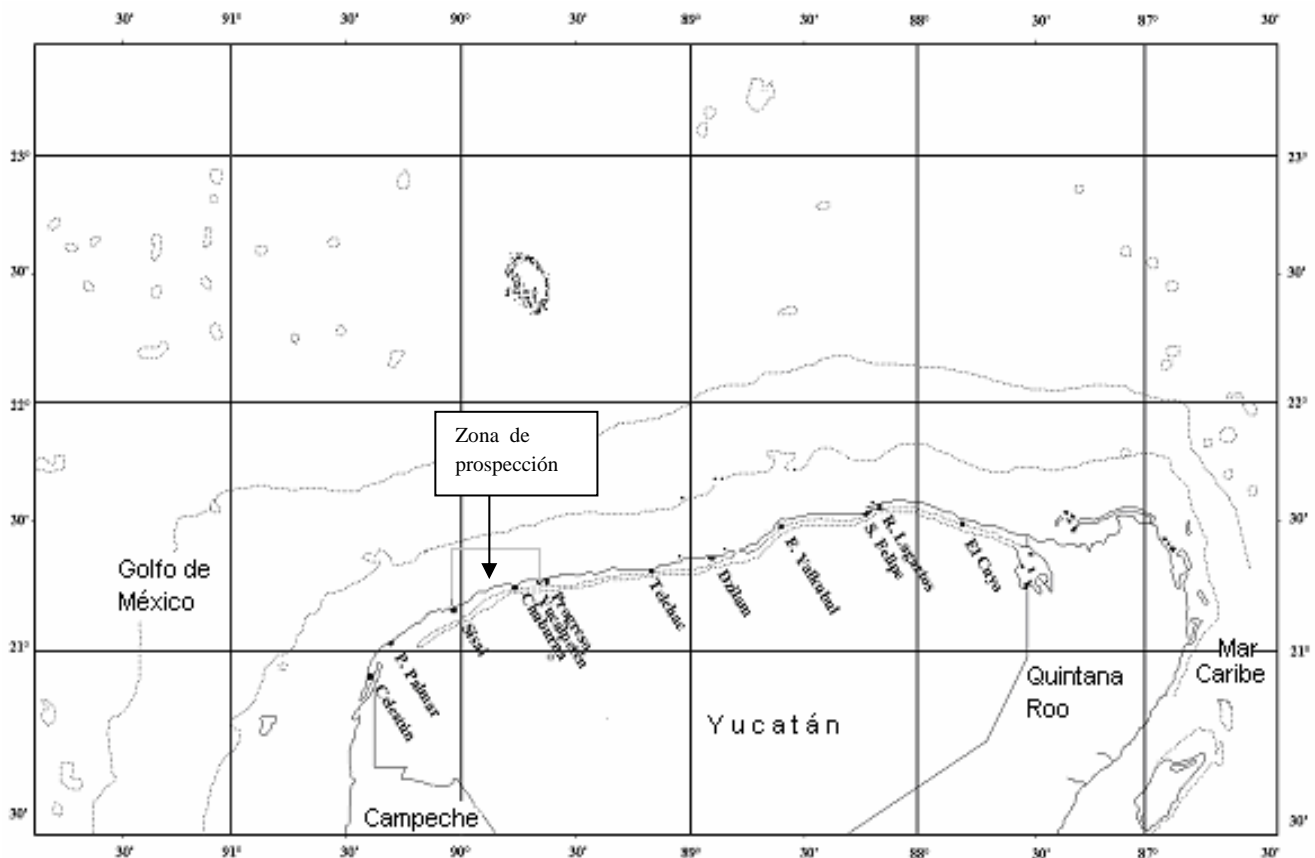 30' 91° 30' 90° 30' 89° 30' 88° 30' 87° 30'
23° 23°
30' 30'
22° 22°
Zona de
prospección
30' 30'
Golfo de
México
Sisal
Chuburna
Yucalpetén
Progreso
Telchac
Dzilam
F. Yalkubul
S. Felipe
R. Lagartos
El Cuyo
21° 21°
P. Palmar
Celestún
Mar
Caribe
Quintana
Roo
Yucatán
30' 30'
Campeche
30' 91° 30' 90° 30' 89° 30' 88° 30' 87° 30'